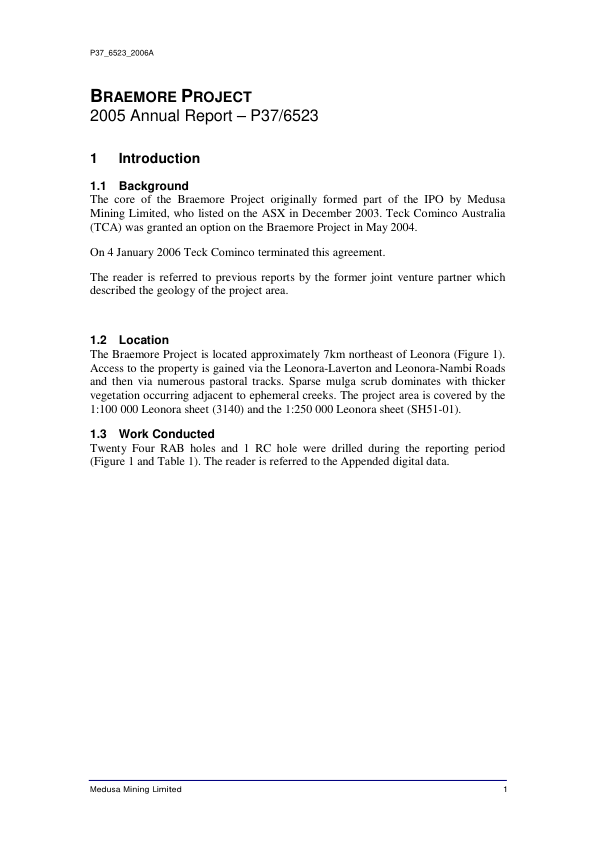 P37_6523_2006A
BRAEMORE PROJECT
2005 Annual Report – P37/6523
1 Introduction
1.1 Background
The core of the Braemore Project originally formed part of the IPO by Medusa
Mining Limited, who listed on the ASX in December 2003. Teck Cominco Australia
(TCA) was granted an option on the Braemore Project in May 2004.
On 4 January 2006 Teck Cominco terminated this agreement.
The reader is referred to previous reports by the former joint venture partner which
described the geology of the project area.
1.2 Location
The Braemore Project is located approximately 7km northeast of Leonora (Figure 1).
Access to the property is gained via the Leonora-Laverton and Leonora-Nambi Roads
and then via numerous pastoral tracks. Sparse mulga scrub dominates with thicker
vegetation occurring adjacent to ephemeral creeks. The project area is covered by the
1:100 000 Leonora sheet (3140) and the 1:250 000 Leonora sheet (SH51-01).
1.3 Work Conducted
Twenty Four RAB holes and 1 RC hole were drilled during the reporting period
(Figure 1 and Table 1). The reader is referred to the Appended digital data.
Medusa Mining Limited 1